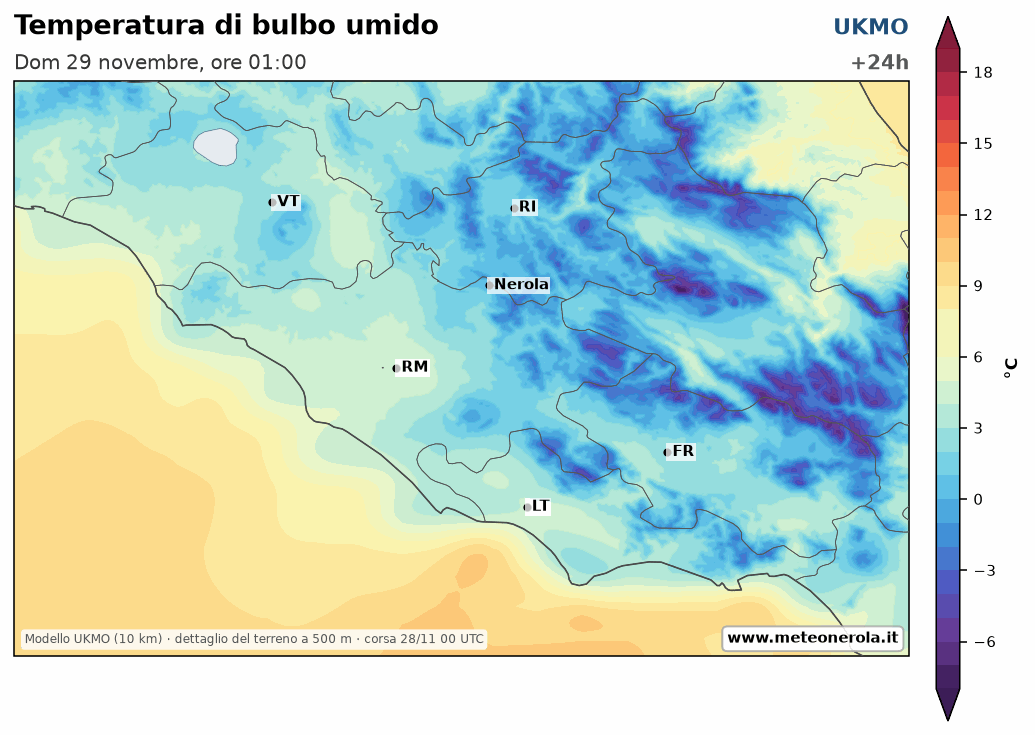 Temperatura di bulbo umido
UKMO
Dom 29 novembre, ore 01:00
+24h
VT
RI
Nerola
RM
FR
LT
Modello UKMO (10 km) · dettaglio del terreno a 500 m · corsa 28/11 00 UTC
www.meteonerola.it
18
15
12
9
6
3
0
−3
−6
°C